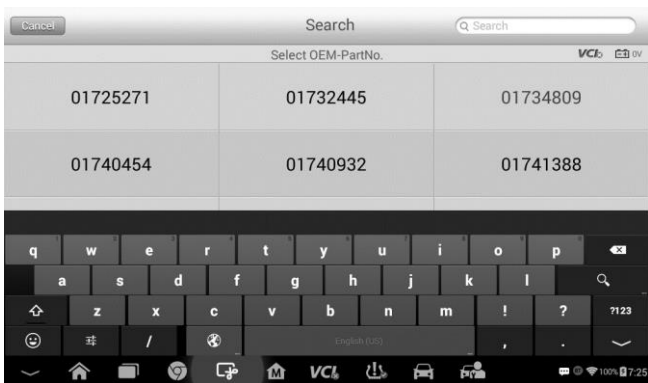 Cancel Search Search
Select OEM-PartNo. VCI 0V
01725271 01732445 01734809
01740454 01740932 01741388
q w e r t y u i o p
a s d f g h j k l
z x c v b n m ! ? ?123
/ English (US) , .
M VCI 100% 7:25